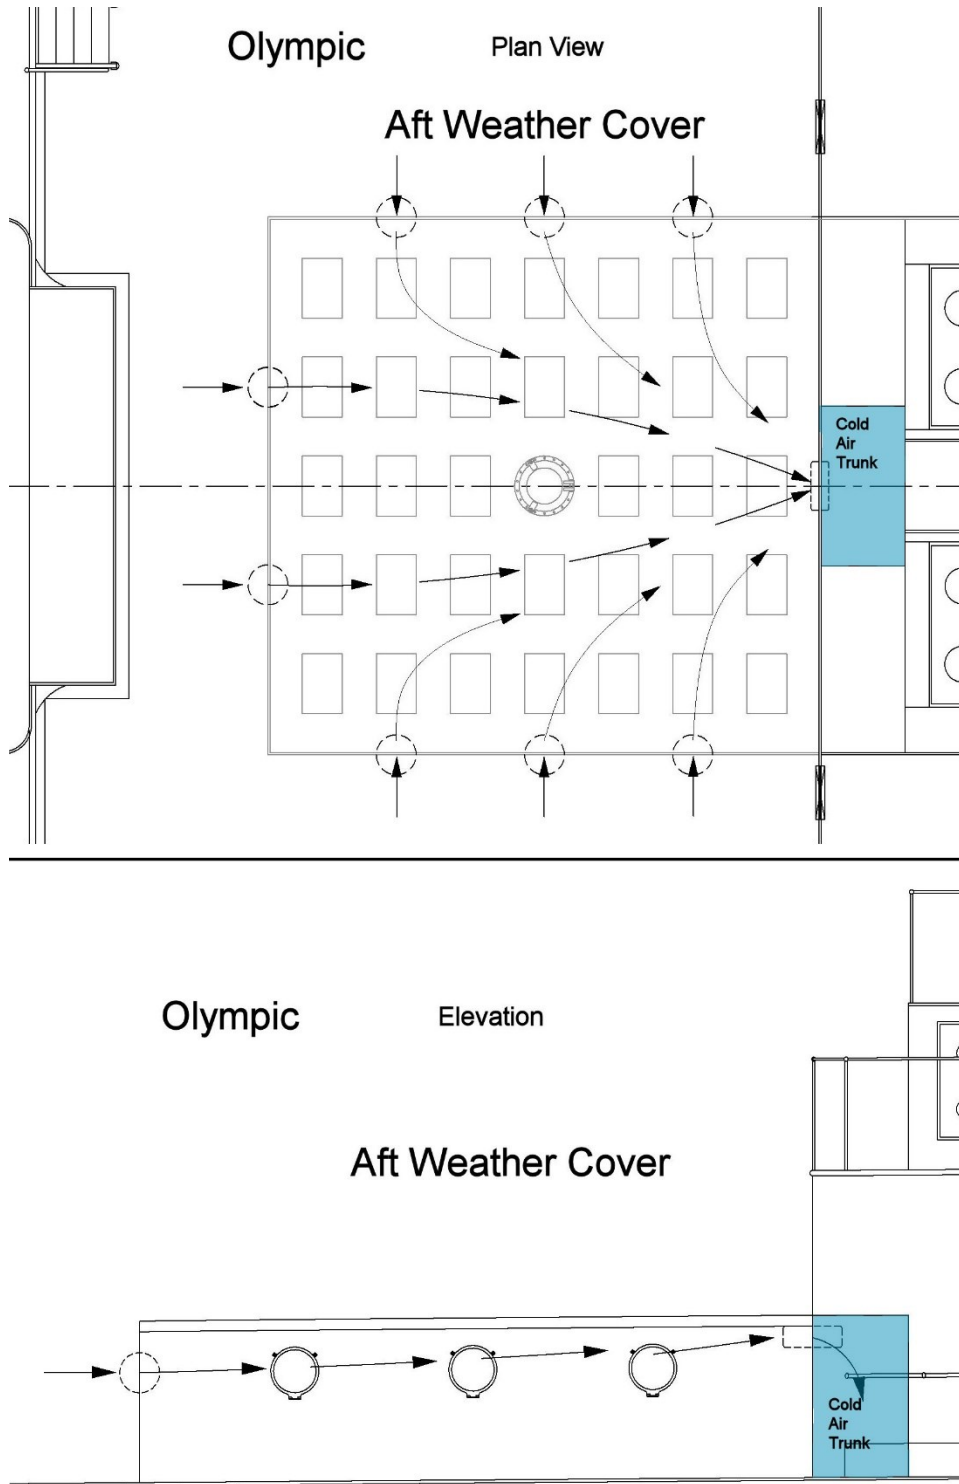 Olympic
Plan View
Aft Weather Cover
Cold
Air
Trunk
Olympic
Elevation
Aft Weather Cover
Cold
Air
Trunk